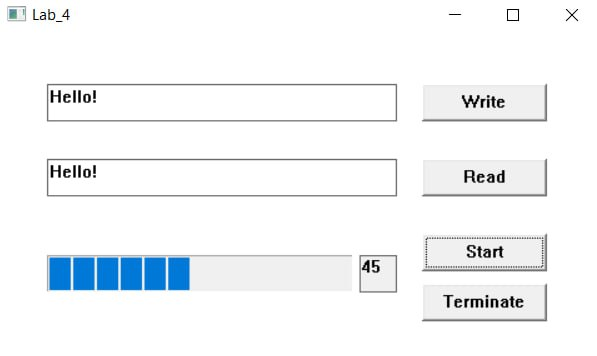 Lab_4
Hello!
Write
Hello!
Read
Start
45
Terminate